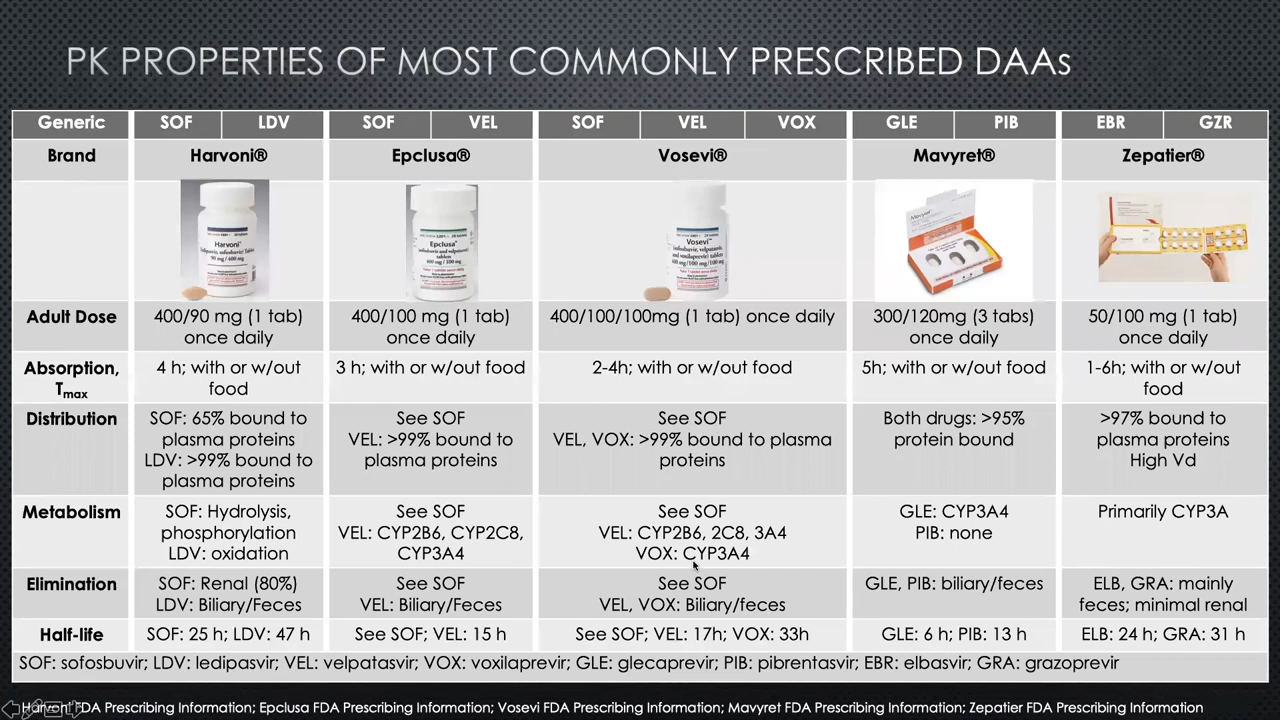 PK PROPERTIES OF MOST COMMONLY PRESCRIBED DAAs
Generic SOF LDV SOF VEL SOF VEL VOX GLE PIB EBR GZR
Brand Harvoni® Epclusa® Vosevi® Mavyret® Zepatier®
Harvoni
Epclusa
Vosevi
Mavyret
Adult Dose
400/90 mg (1 tab)
once daily
400/100 mg (1 tab)
once daily
400/100/100mg (1 tab) once daily
300/120mg (3 tabs)
once daily
50/100 mg (1 tab)
once daily
Absorption,
Tmax
4 h; with or w/out
food
3 h; with or w/out food
2-4h; with or w/out food
5h; with or w/out food
1-6h; with or w/out
food
Distribution
SOF: 65% bound to
plasma proteins
LDV: >99% bound to
plasma proteins
See SOF
VEL: >99% bound to
plasma proteins
See SOF
VEL, VOX: >99% bound to plasma
proteins
Both drugs: >95%
protein bound
>97% bound to
plasma proteins
High Vd
Metabolism
SOF: Hydrolysis,
phosphorylation
LDV: oxidation
See SOF
VEL: CYP2B6, CYP2C8,
CYP3A4
See SOF
VEL: CYP2B6, 2C8, 3A4
VOX: CYP3A4
GLE: CYP3A4
PIB: none
Primarily CYP3A
Elimination
SOF: Renal (80%)
LDV: Biliary/Feces
See SOF
VEL: Biliary/Feces
See SOF
VEL, VOX: Biliary/feces
GLE, PIB: biliary/feces
ELB, GRA: mainly
feces; minimal renal
Half-life
SOF: 25 h; LDV: 47 h
See SOF; VEL: 15 h
See SOF; VEL: 17h; VOX: 33h
GLE: 6 h; PIB: 13 h
ELB: 24 h; GRA: 31 h
SOF: sofosbuvir; LDV: ledipasvir; VEL: velpatasvir; VOX: voxilaprevir; GLE: glecaprevir; PIB: pibrentasvir; EBR: elbasvir; GRA: grazoprevir
Harvoni FDA Prescribing Information; Epclusa FDA Prescribing Information; Vosevi FDA Prescribing Information; Mavyret FDA Prescribing Information; Zepatier FDA Prescribing Information